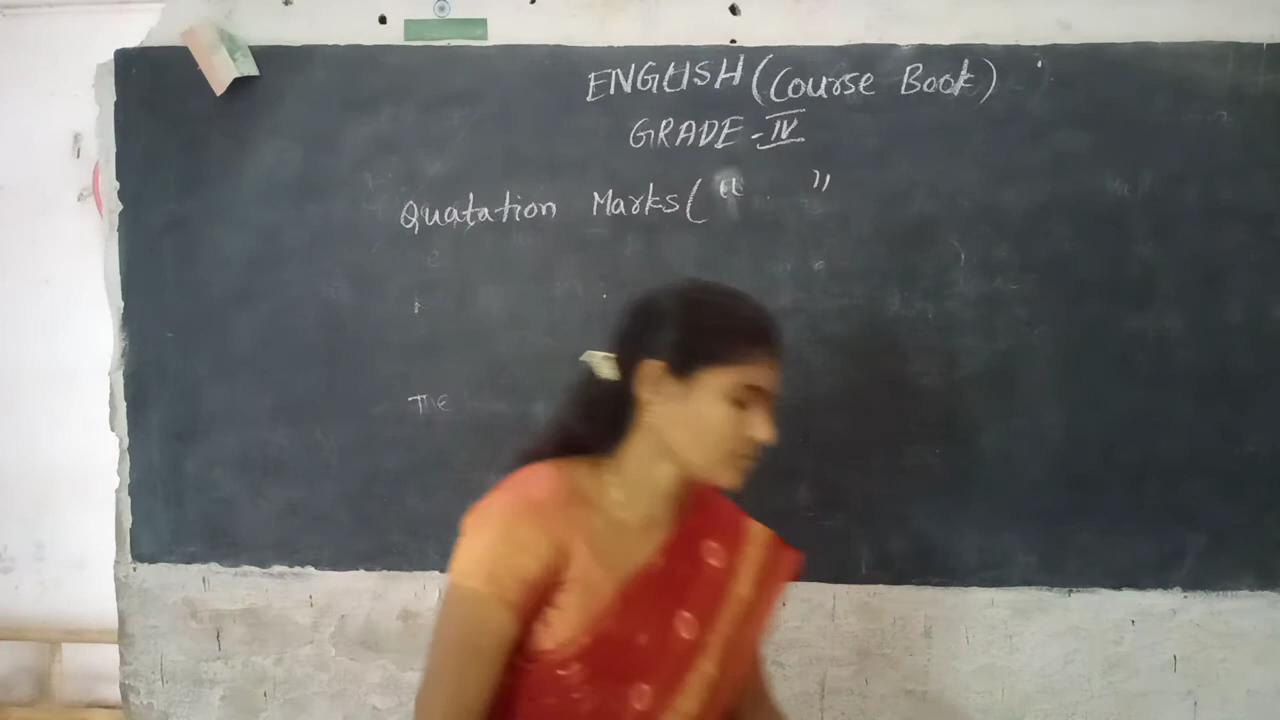 ENGLISH (Course Book)
GRADE - IV
Quatation Marks ( “ ”
The